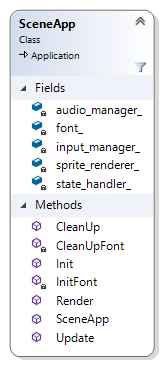 SceneApp
Class
Application
Fields
audio_manager_
font_
input_manager_
sprite_renderer_
state_handler_
Methods
CleanUp
CleanUpFont
Init
InitFont
Render
SceneApp
Update